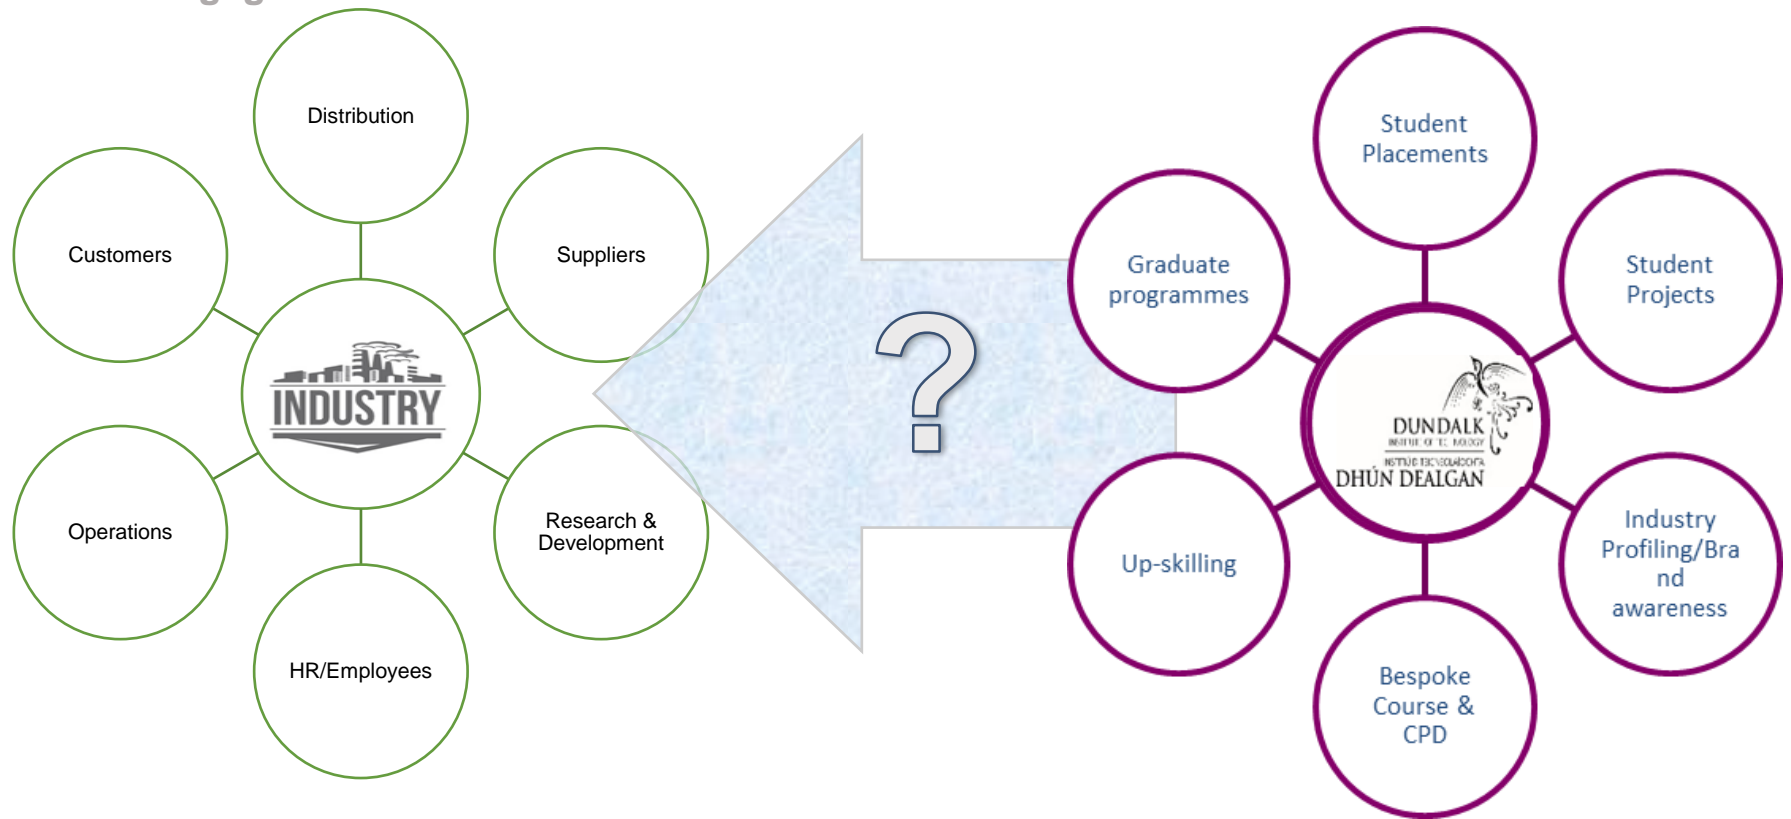 Distribution
Customers
Suppliers
INDUSTRY
Operations
Research &
Development
HR/Employees
?
Student
Placements
Graduate
programmes
Student
Projects
DUNDALK
DHÚN DEALGAN
Up-skilling
Industry
Profiling/Bra
nd
awareness
Bespoke
Course &
CPD